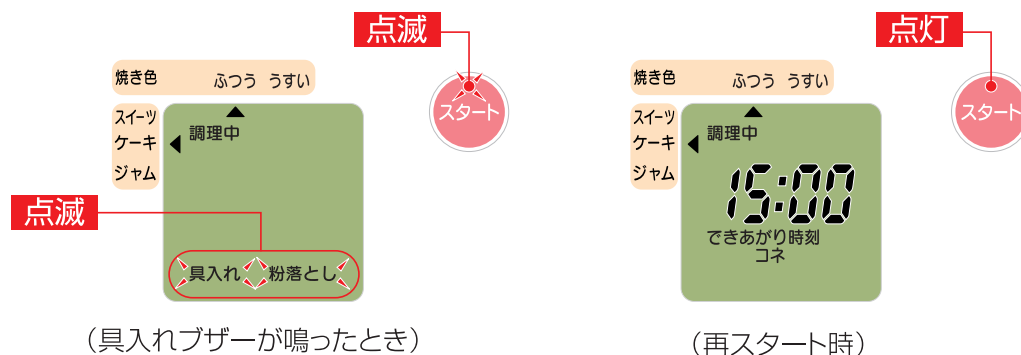 点滅
焼き色 ふつう うすい
スイーツ
ケーキ
ジャム
調理中
スタート
点滅
具入れ 粉落とし
(具入れブザーが鳴ったとき)
点灯
焼き色 ふつう うすい
スイーツ
ケーキ
ジャム
調理中
スタート
15:00
できあがり時刻
コネ
(再スタート時)